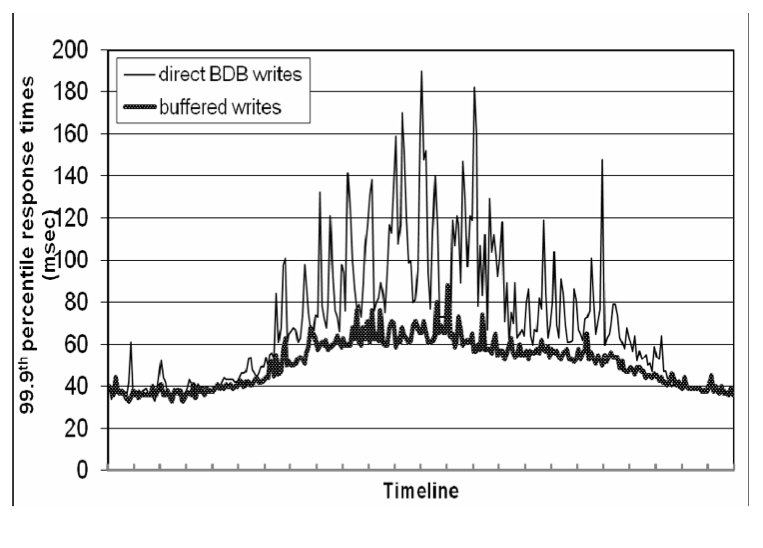 200
180
160
140
120
100
80
60
40
20
0
99.9th percentile response times
(msec)
direct BDB writes
buffered writes
Timeline